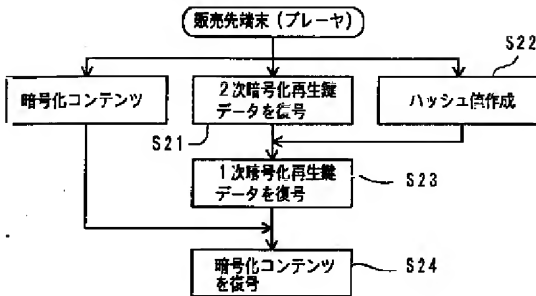 販売先端末(プレーヤ)
S22
暗号化コンテンツ
2次暗号化再生鍵
データを復号
ハッシュ値作成
S21
1次暗号化再生鍵
データを復号
S23
暗号化コンテンツ
を復号
S24